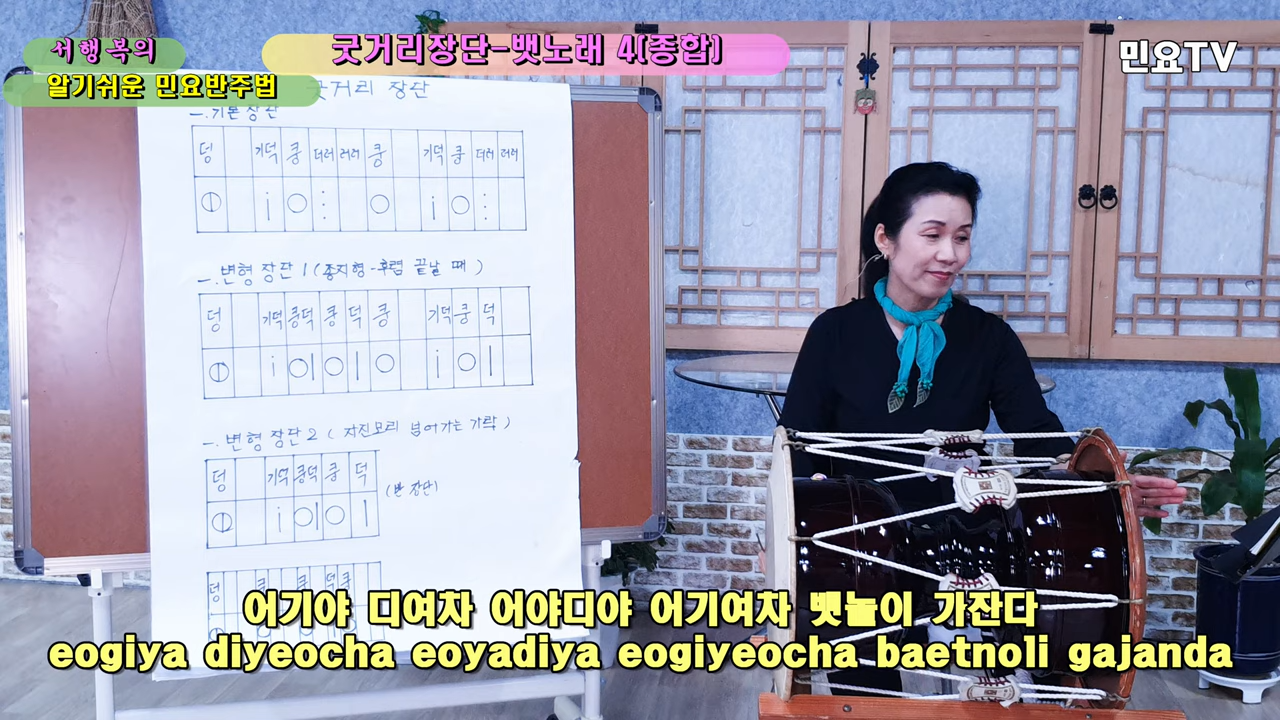 서행복의
굿거리장단-뱃노래 4(종합)
민요TV
알기쉬운 민요반주법
굿거리 장단
ㅡ.기본장단
덩 기덕 쿵 더러 러러 쿵 기덕 쿵 더러 러러
ㅡ.변형 장단 1 (종지형-후렴 끝날 때)
덩 기덕 쿵덕 쿵 덕 쿵 기덕 쿵 덕
ㅡ.변형 장단 2 (자진모리 넘어가는 가락)
덩 기덕 쿵덕 쿵 덕
(반 장단)
덩 쿵 쿵 덕 쿵
어기야 디여차 어야디야 어기여차 뱃놀이 가잔다
eogiya diyeocha eoyadiya eogiyeocha baetnoli gajanda